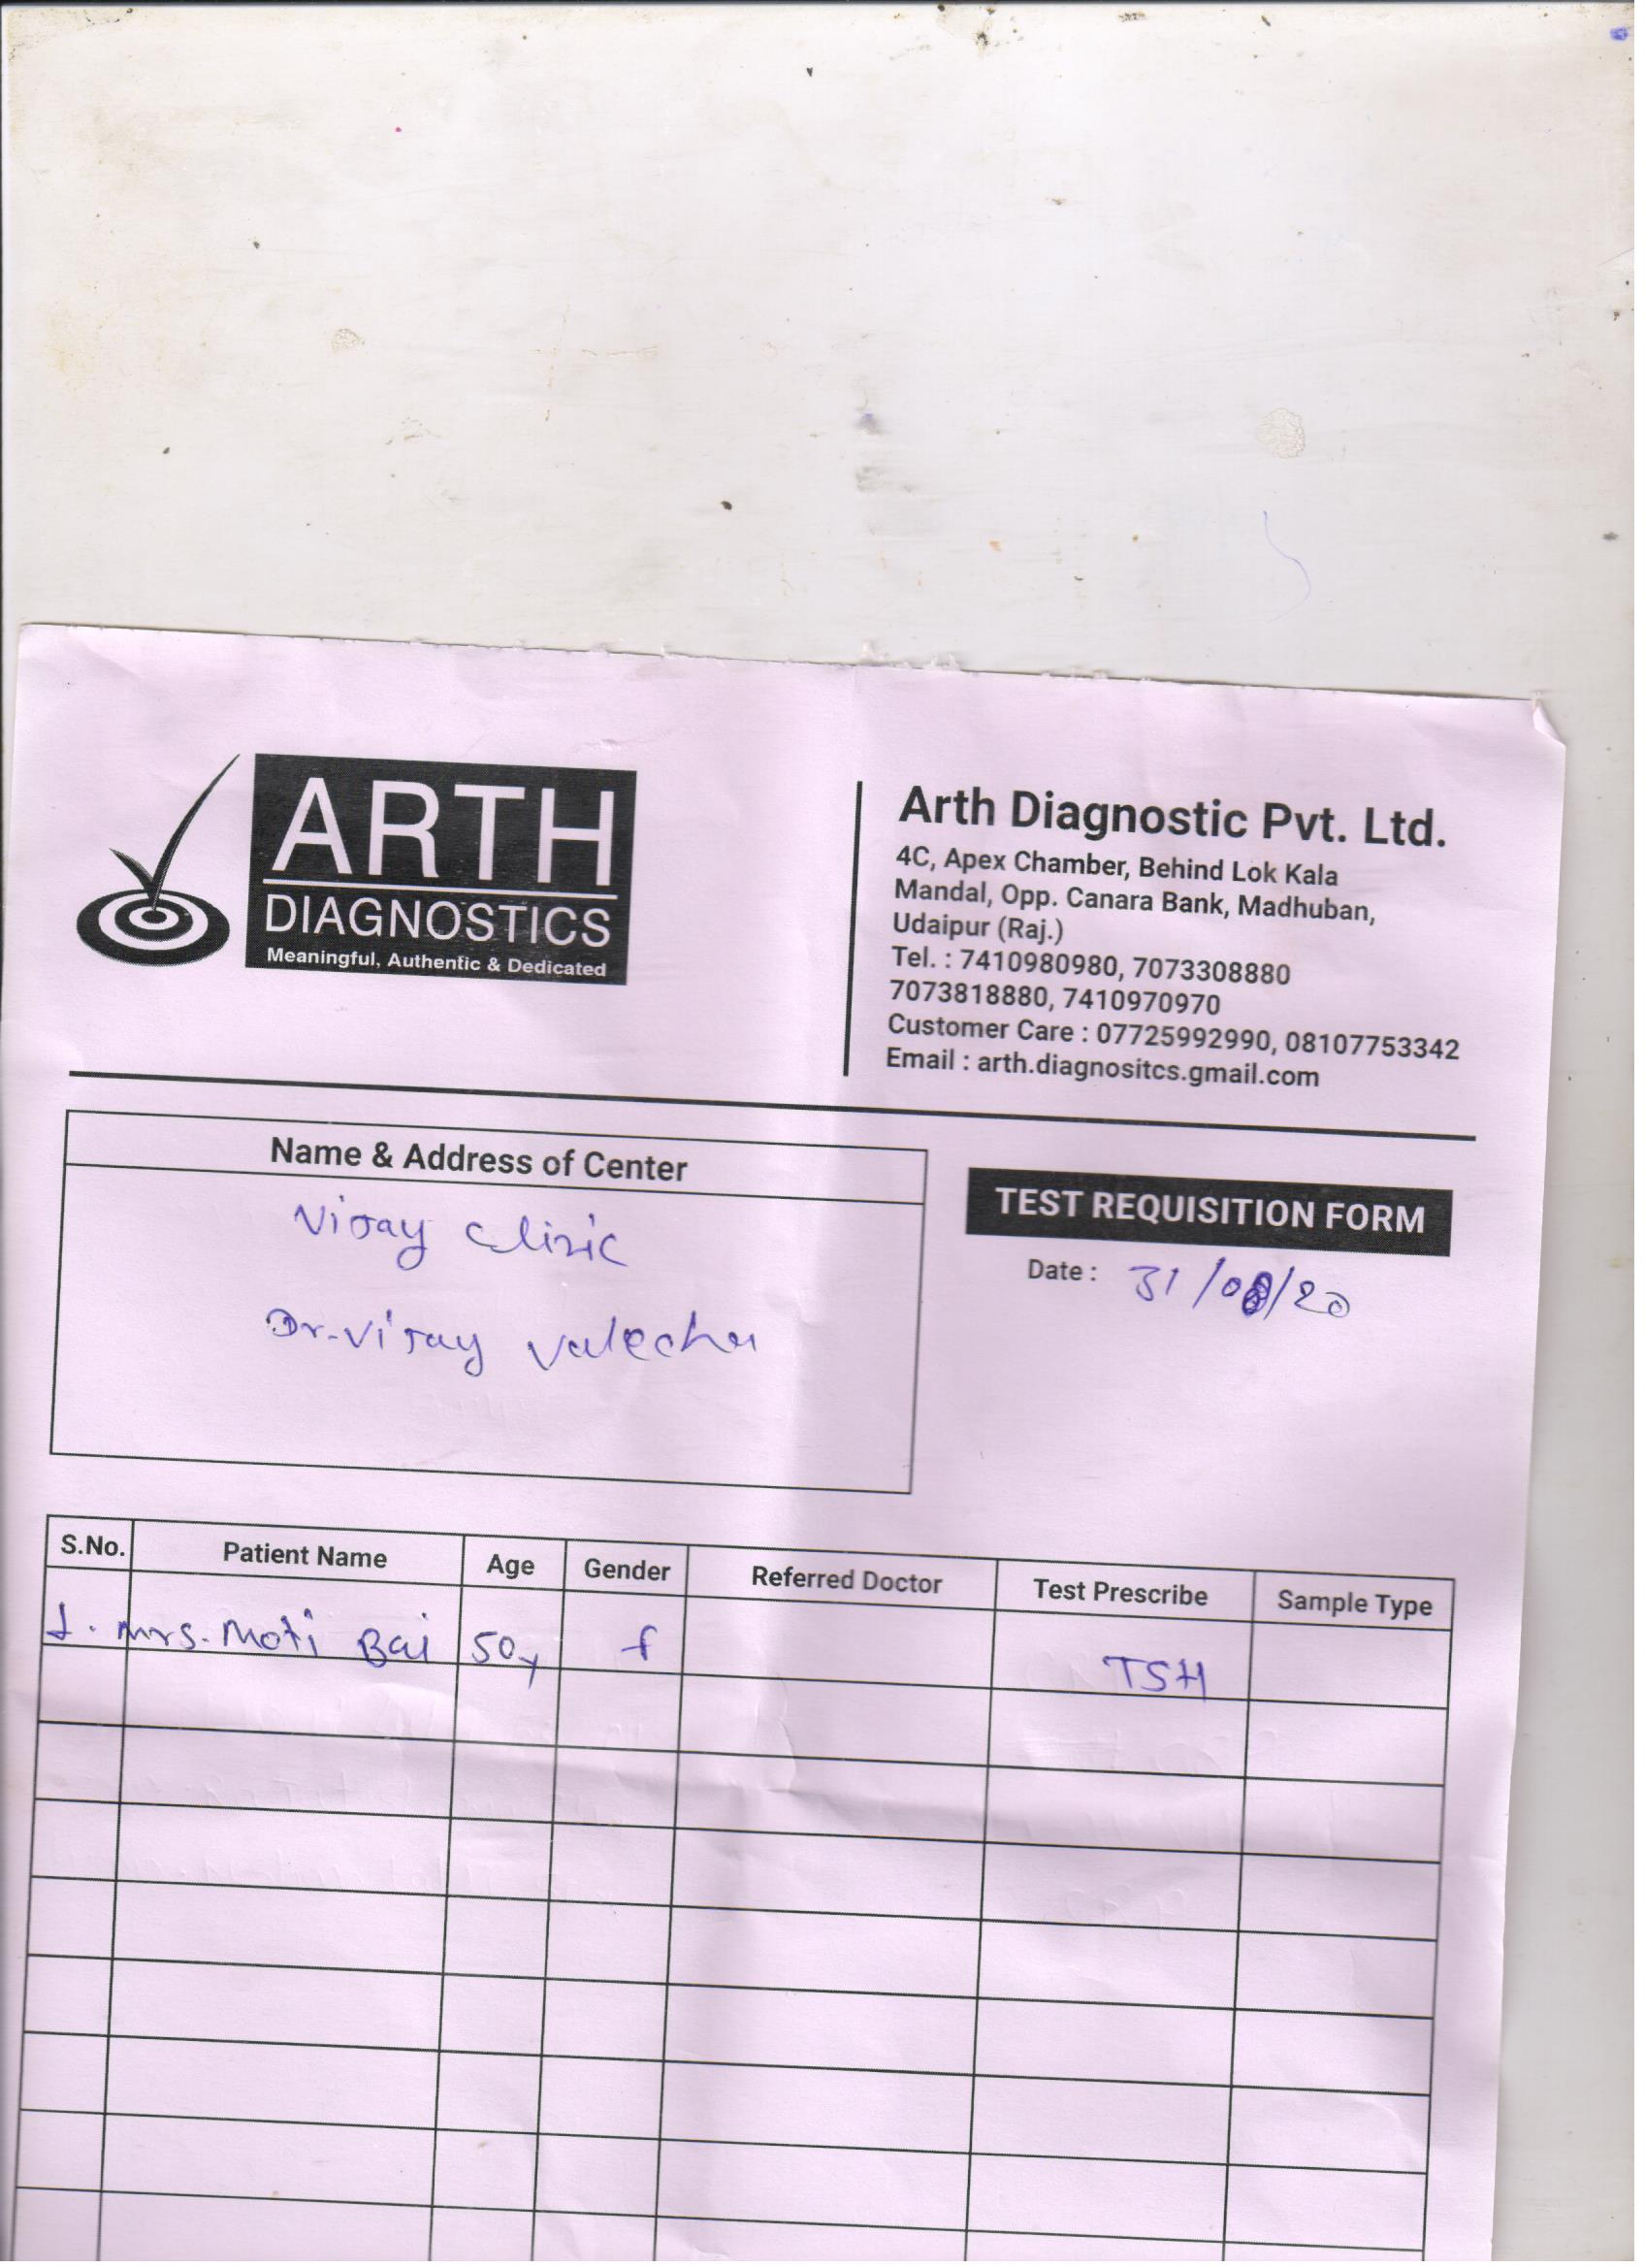 ARTH
DIAGNOSTICS
Meaningful, Authentic & Dedicated
Arth Diagnostic Pvt. Ltd.
4C, Apex Chamber, Behind Lok Kala
Mandal, Opp. Canara Bank, Madhuban,
Udaipur (Raj.)
Tel. : 7410980980, 7073308880
7073818880, 7410970970
Customer Care : 07725992990, 08107753342
Email : arth.diagnositcs.gmail.com
Name & Address of Center
Vijay Clinic
Dr. Vijay Valecha
TEST REQUISITION FORM
Date : 31/08/20
S.No. Patient Name Age Gender Referred Doctor Test Prescribe Sample Type
1. Mrs. Moti Bai 50y f TSH